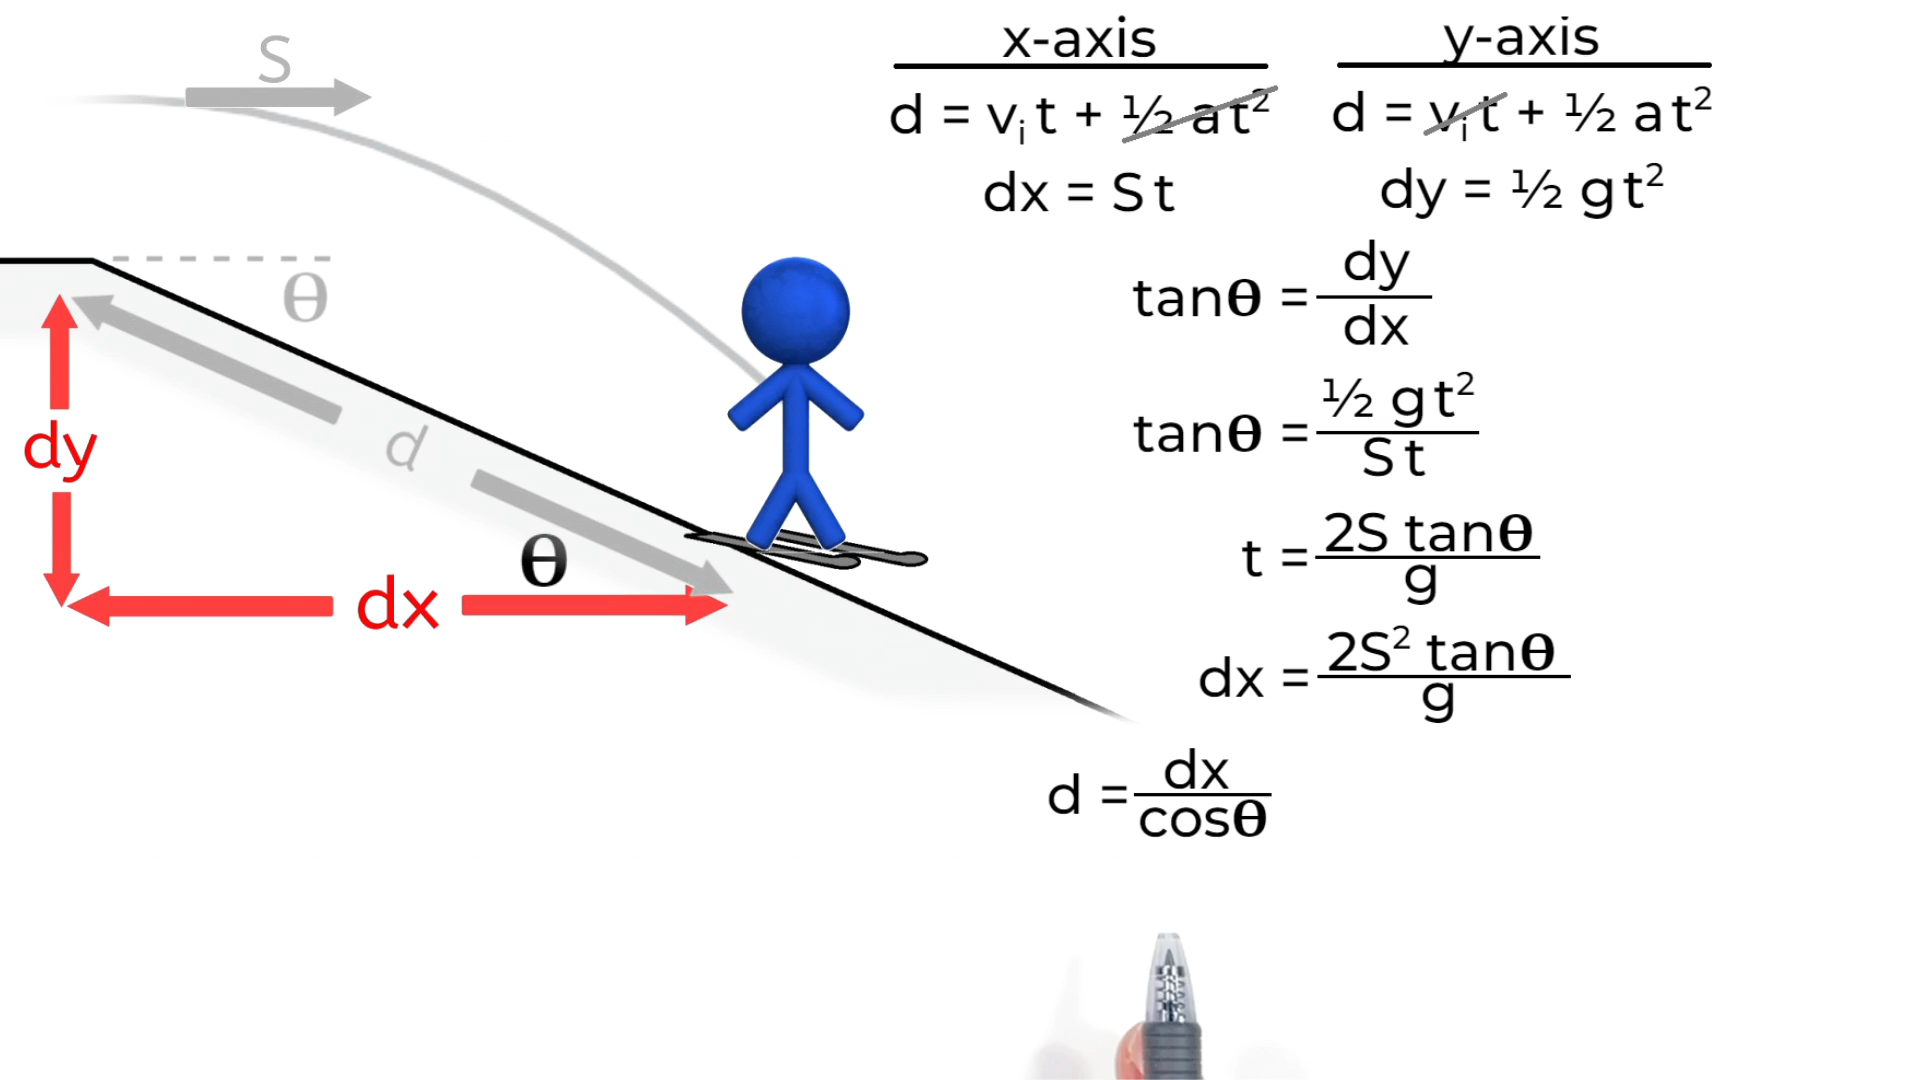 S
θ
dy
d
θ
dx
x-axis
d = vᵢ t + ½ a t²
dx = S t
y-axis
d = vᵢ t + ½ a t²
dy = ½ g t²
tanθ = dy
dx
tanθ = ½ g t²
S t
t = 2S tanθ
g
dx = 2S² tanθ
g
d = dx
cosθ